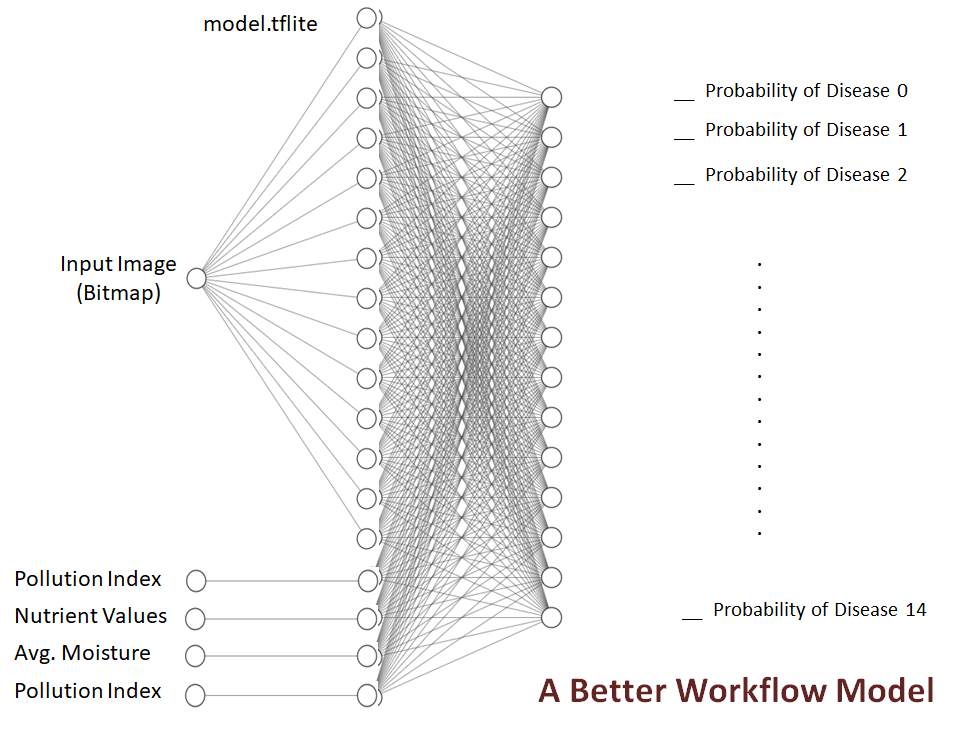 model.tflite
__ Probability of Disease 0
__ Probability of Disease 1
__ Probability of Disease 2
Input Image
(Bitmap)
Pollution Index
Nutrient Values
Avg. Moisture
Pollution Index
__ Probability of Disease 14
A Better Workflow Model